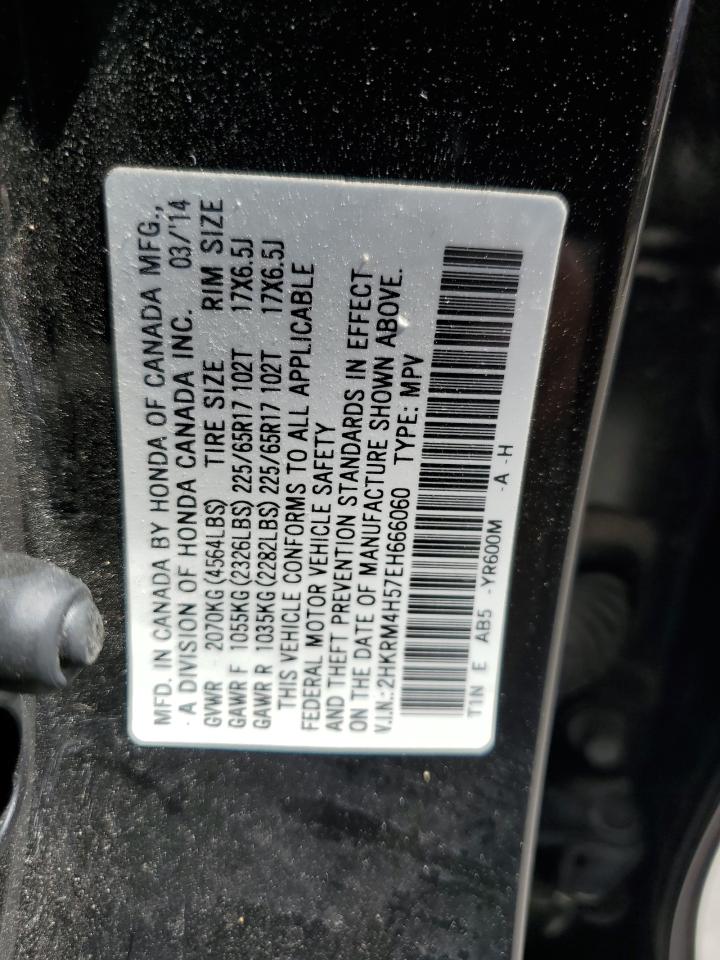 MFD. IN CANADA BY HONDA OF CANADA MFG.,
· A DIVISION OF HONDA CANADA INC. 03/'14
GVWR 2070KG (4564LBS) TIRE SIZE RIM SIZE
GAWR F 1055KG (2326LBS) 225/65R17 102T 17X6.5J
GAWR R 1035KG (2282LBS) 225/65R17 102T 17X6.5J
THIS VEHICLE CONFORMS TO ALL APPLICABLE
FEDERAL MOTOR VEHICLE SAFETY
AND THEFT PREVENTION STANDARDS IN EFFECT
ON THE DATE OF MANUFACTURE SHOWN ABOVE.
V.I.N.: 2HKRM4H57EH666060 TYPE: MPV
T1N E AB5 -YR600M -A -H